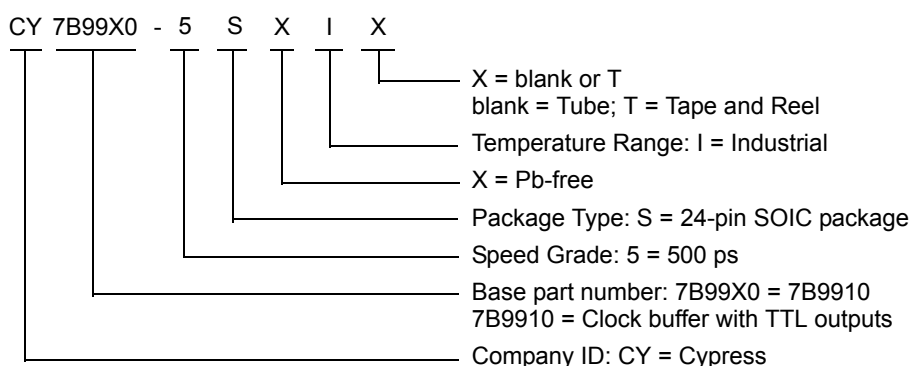 CY 7B99X0 - 5 S X I X
X = blank or T
blank = Tube; T = Tape and Reel
Temperature Range: I = Industrial
X = Pb-free
Package Type: S = 24-pin SOIC package
Speed Grade: 5 = 500 ps
Base part number: 7B99X0 = 7B9910
7B9910 = Clock buffer with TTL outputs
Company ID: CY = Cypress